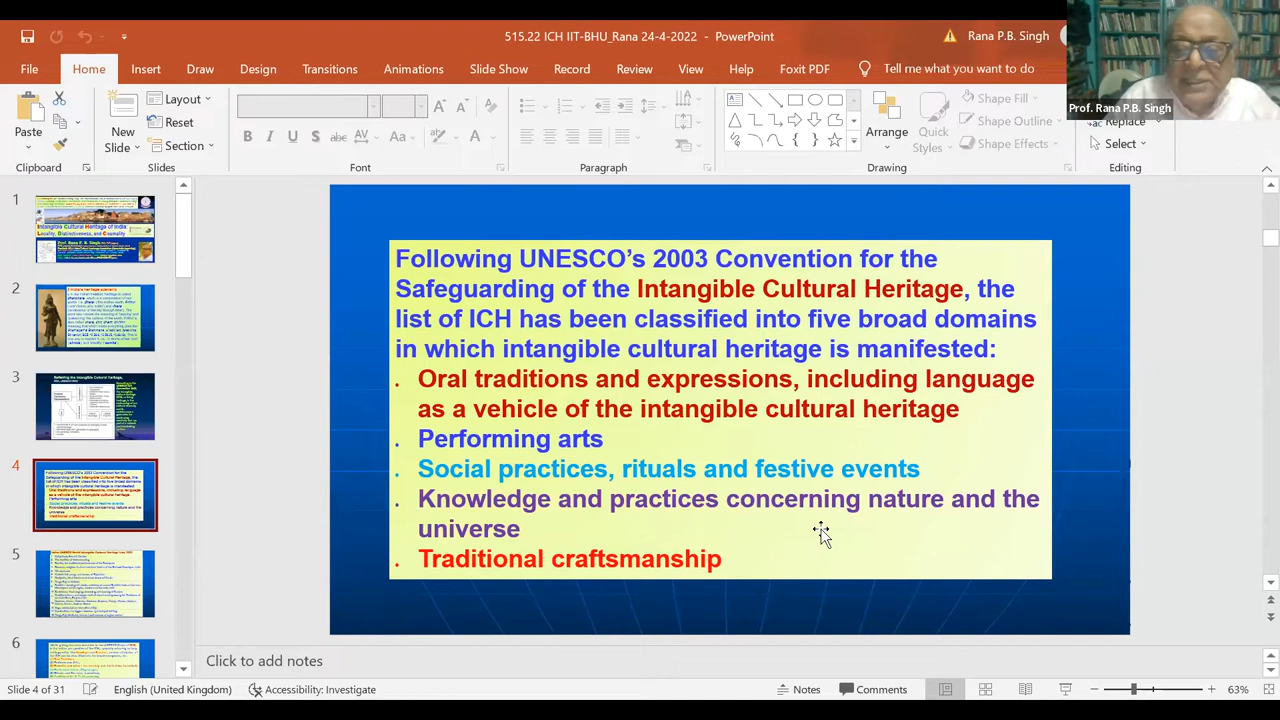 515.22 ICH IIT-BHU_Rana 24-4-2022 - PowerPoint
Rana P.B. Singh
File Home Insert Draw Design Transitions Animations Slide Show Record Review View Help Foxit PDF Tell me what you want to do
Prof. Rana P.B. Singh
Paste
New Slide
Layout
Reset
Section
Arrange
Quick Styles
Shape Fill
Shape Outline
Shape Effects
Replace
Select
Clipboard Slides Font Paragraph Drawing Editing
1
2
3
4
5
6
Following UNESCO’s 2003 Convention for the
Safeguarding of the Intangible Cultural Heritage, the
list of ICH has been classified into five broad domains
in which intangible cultural heritage is manifested:
. Oral traditions and expressions, including language
as a vehicle of the intangible cultural heritage
. Performing arts
. Social practices, rituals and festive events
. Knowledge and practices concerning nature and the
universe
. Traditional craftsmanship
Click to add notes
Slide 4 of 31 English (United Kingdom) Accessibility: Investigate Notes Comments 63%